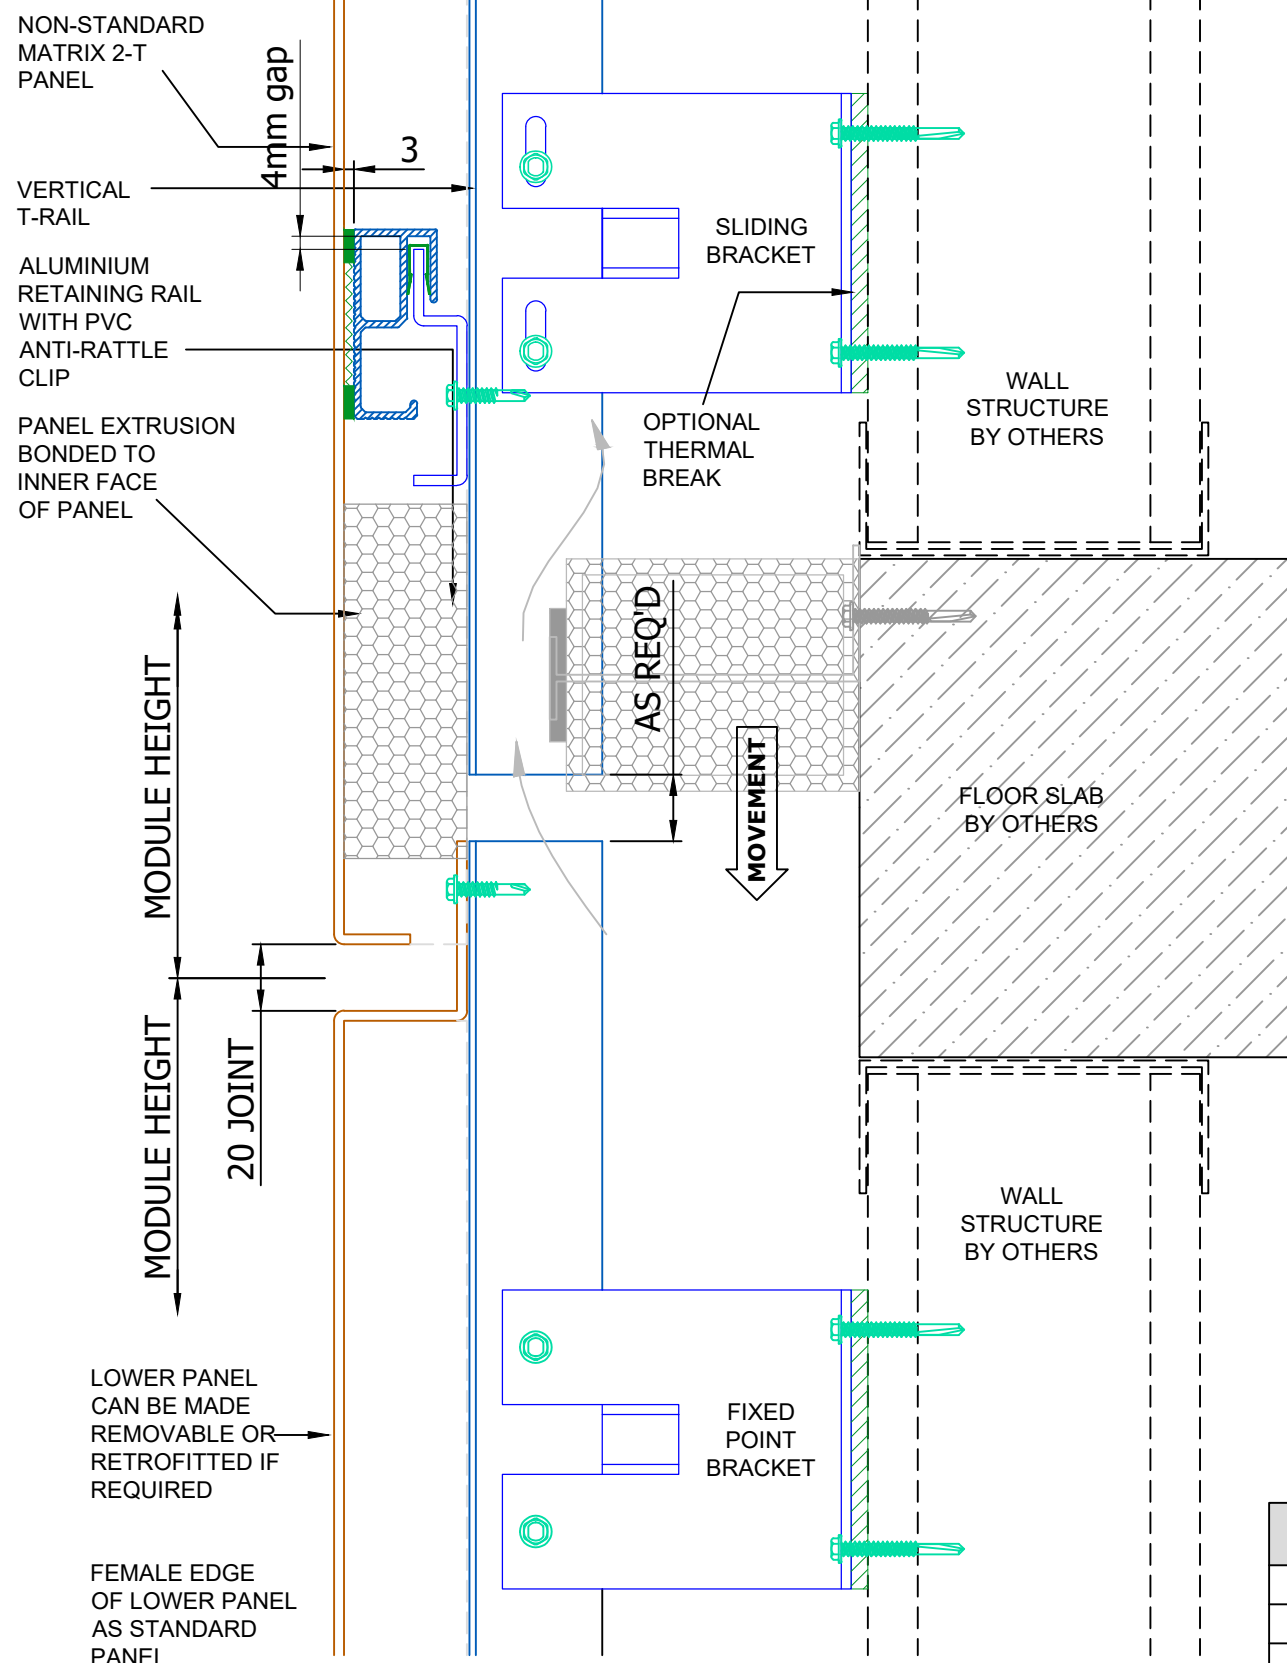 NON-STANDARD
MATRIX 2-T
PANEL
4mm gap
3
VERTICAL
T-RAIL
ALUMINIUM
RETAINING RAIL
WITH PVC
ANTI-RATTLE
CLIP
PANEL EXTRUSION
BONDED TO
INNER FACE
OF PANEL
SLIDING
BRACKET
OPTIONAL
THERMAL
BREAK
WALL
STRUCTURE
BY OTHERS
AS REQ'D
MOVEMENT
FLOOR SLAB
BY OTHERS
MODULE HEIGHT
MODULE HEIGHT
20 JOINT
WALL
STRUCTURE
BY OTHERS
LOWER PANEL
CAN BE MADE
REMOVABLE OR
RETROFITTED IF
REQUIRED
FIXED
POINT
BRACKET
FEMALE EDGE
OF LOWER PANEL
AS STANDARD
PANEL